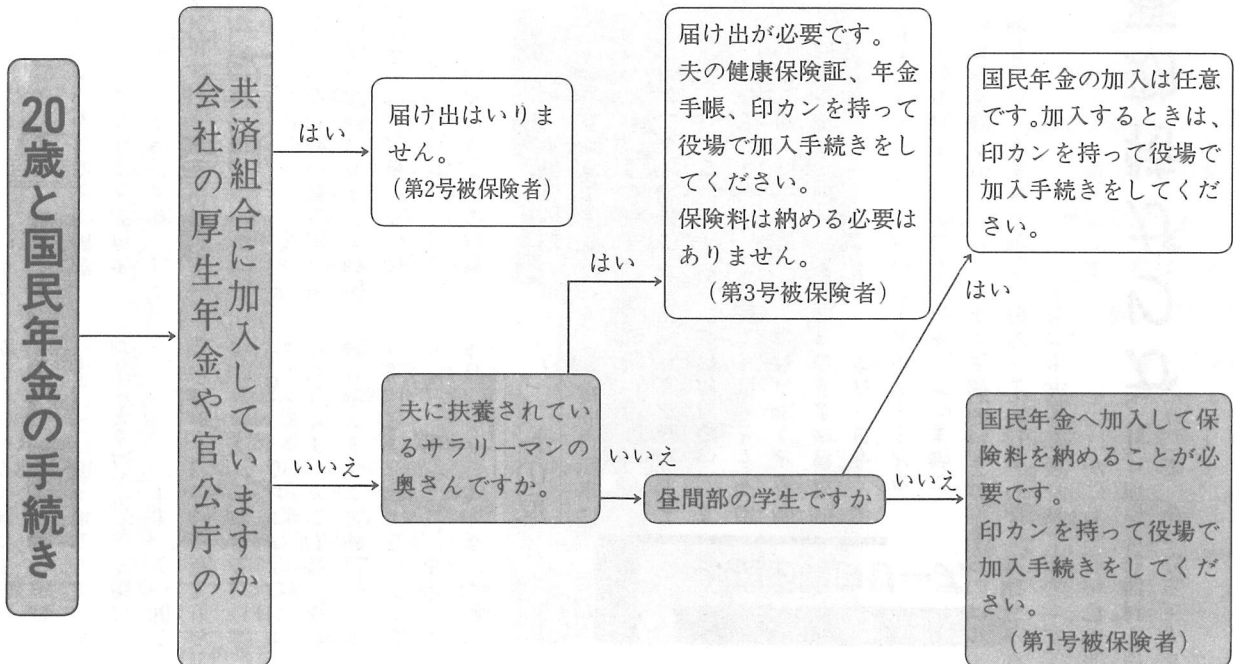 20歳と国民年金の手続き
会社の厚生年金や官公庁の
共済組合に加入していますか
はい
届け出はいりま
せん。
(第2号被保険者)
いいえ
夫に扶養されてい
るサラリーマンの
奥さんですか。
はい
届け出が必要です。
夫の健康保険証、年金
手帳、印カンを持って
役場で加入手続きをし
てください。
保険料は納める必要は
ありません。
(第3号被保険者)
いいえ
昼間部の学生ですか
はい
国民年金の加入は任意
です。加入するときは、
印カンを持って役場で
加入手続きをしてくだ
さい。
いいえ
国民年金へ加入して保
険料を納めることが必
要です。
印カンを持って役場で
加入手続きをしてくだ
さい。
(第1号被保険者)